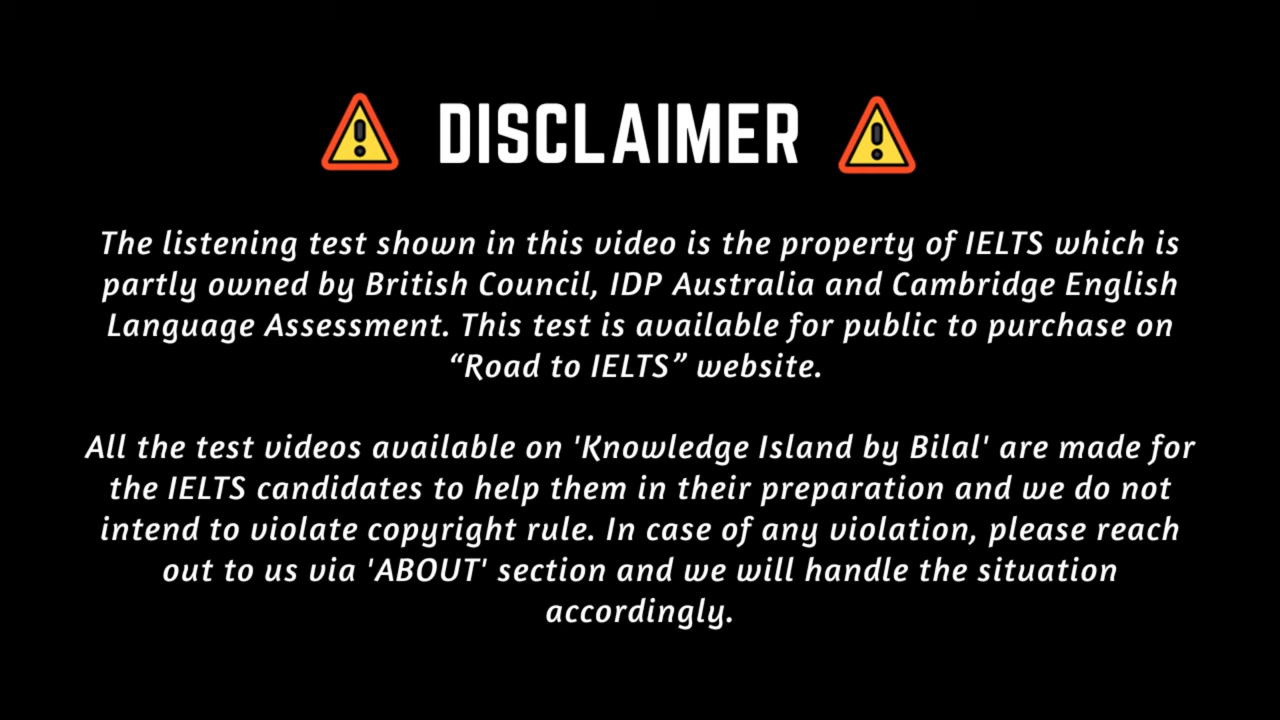 DISCLAIMER
The listening test shown in this video is the property of IELTS which is
partly owned by British Council, IDP Australia and Cambridge English
Language Assessment. This test is available for public to purchase on
“Road to IELTS” website.
All the test videos available on 'Knowledge Island by Bilal' are made for
the IELTS candidates to help them in their preparation and we do not
intend to violate copyright rule. In case of any violation, please reach
out to us via 'ABOUT' section and we will handle the situation
accordingly.